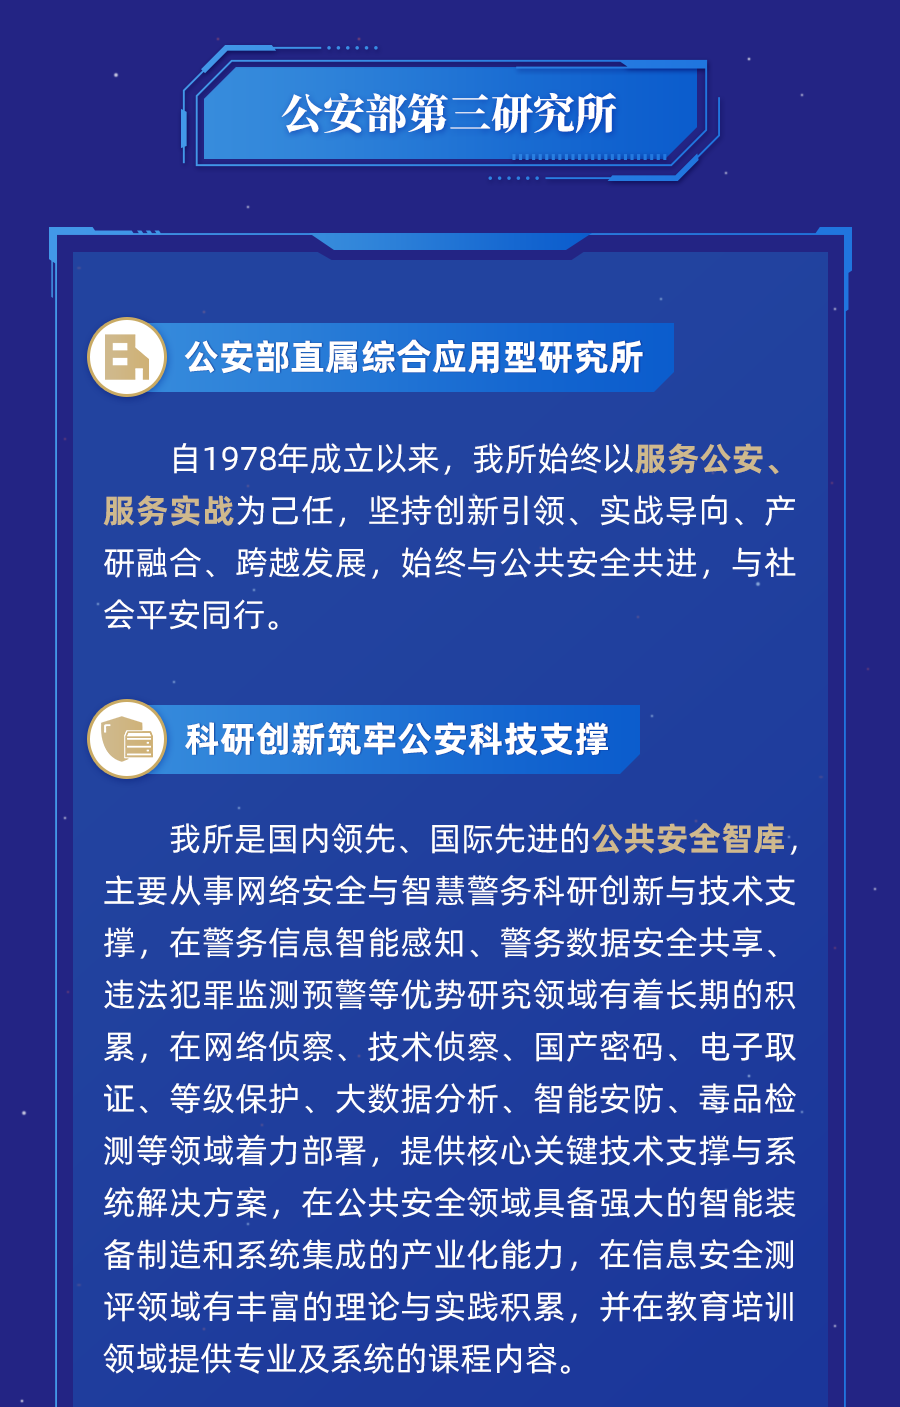 公安部第三研究所
公安部直属综合应用型研究所
自1978年成立以来，我所始终以服务公安、
服务实战为己任，坚持创新引领、实战导向、产
研融合、跨越发展，始终与公共安全共进，与社
会平安同行。
科研创新筑牢公安科技支撑
我所是国内领先、国际先进的公共安全智库，
主要从事网络安全与智慧警务科研创新与技术支
撑，在警务信息智能感知、警务数据安全共享、
违法犯罪监测预警等优势研究领域有着长期的积
累，在网络侦察、技术侦察、国产密码、电子取
证、等级保护、大数据分析、智能安防、毒品检
测等领域着力部署，提供核心关键技术支撑与系
统解决方案，在公共安全领域具备强大的智能装
备制造和系统集成的产业化能力，在信息安全测
评领域有丰富的理论与实践积累，并在教育培训
领域提供专业及系统的课程内容。